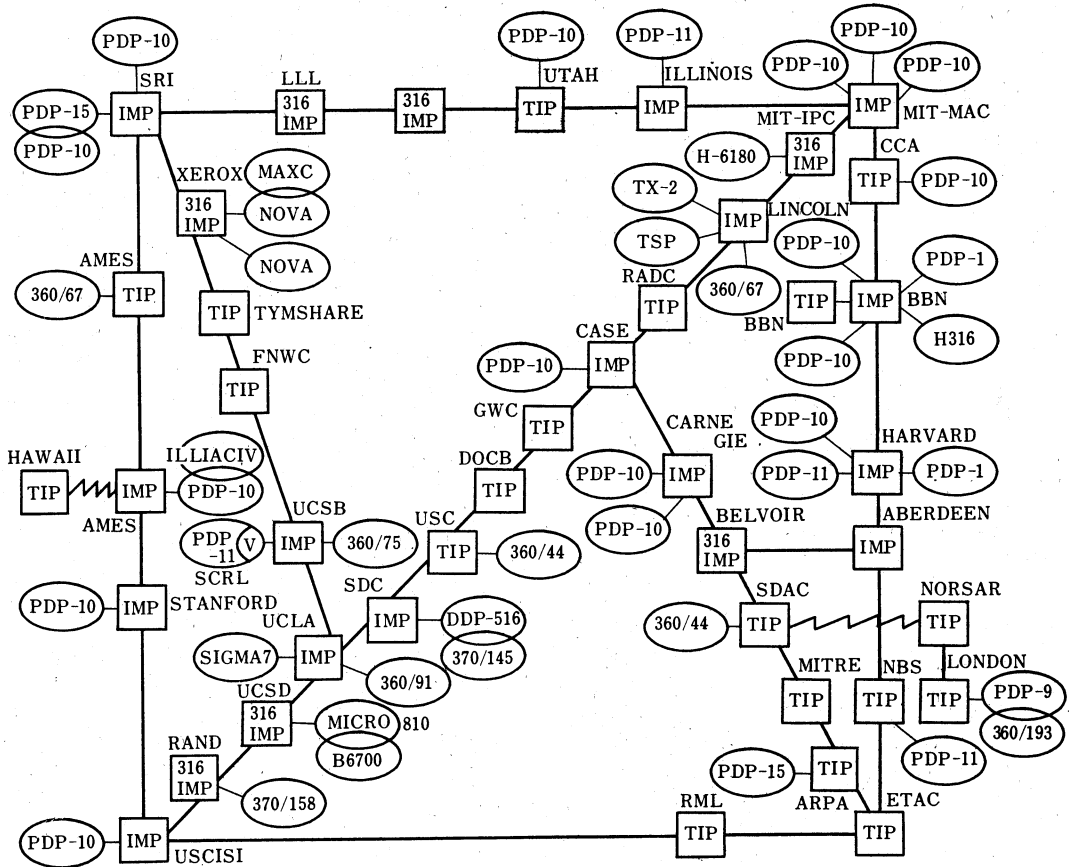 PDP-10
SRI
PDP-15
PDP-10
IMP
LLL
316
IMP
316
IMP
PDP-10
UTAH
TIP
PDP-11
ILLINOIS
IMP
PDP-10
PDP-10
PDP-10
IMP
MIT-MAC
MIT-IPC
H-6180
316
IMP
CCA
TIP
PDP-10
XEROX
MAXC
316
IMP
NOVA
NOVA
TX-2
TSP
IMP
LINCOLN
360/67
PDP-10
PDP-1
TIP
BBN
IMP
BBN
H316
PDP-10
AMES
360/67
TIP
TIP
TYMSHARE
RADC
TIP
FNWC
TIP
CASE
PDP-10
IMP
GWC
TIP
CARNE
GIE
PDP-10
IMP
PDP-10
PDP-10
HARVARD
PDP-11
IMP
PDP-1
HAWAII
TIP
ILLIACIV
IMP
PDP-10
AMES
DOCB
TIP
UCSB
PDP
-11
V
IMP
360/75
SCRL
USC
TIP
360/44
BELVOIR
316
IMP
ABERDEEN
IMP
PDP-10
IMP
STANFORD
SDC
IMP
DDP-516
370/145
UCLA
SIGMA7
IMP
360/91
SDAC
360/44
TIP
NORSAR
TIP
MITRE
TIP
NBS
TIP
PDP-11
LONDON
TIP
PDP-9
360/193
UCSD
316
IMP
MICRO
810
B6700
RAND
316
IMP
370/158
PDP-15
TIP
ARPA
ETAC
TIP
RML
TIP
PDP-10
IMP
USCISI